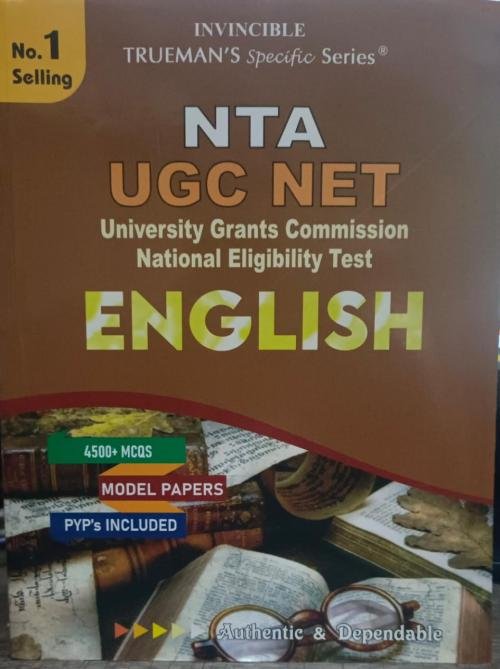 No.1
Selling
INVINCIBLE
TRUEMAN'S Specific Series®
NTA
UGC NET
University Grants Commission
National Eligibility Test
ENGLISH
4500+ MCQS
MODEL PAPERS
PYP's INCLUDED
Authentic & Dependable